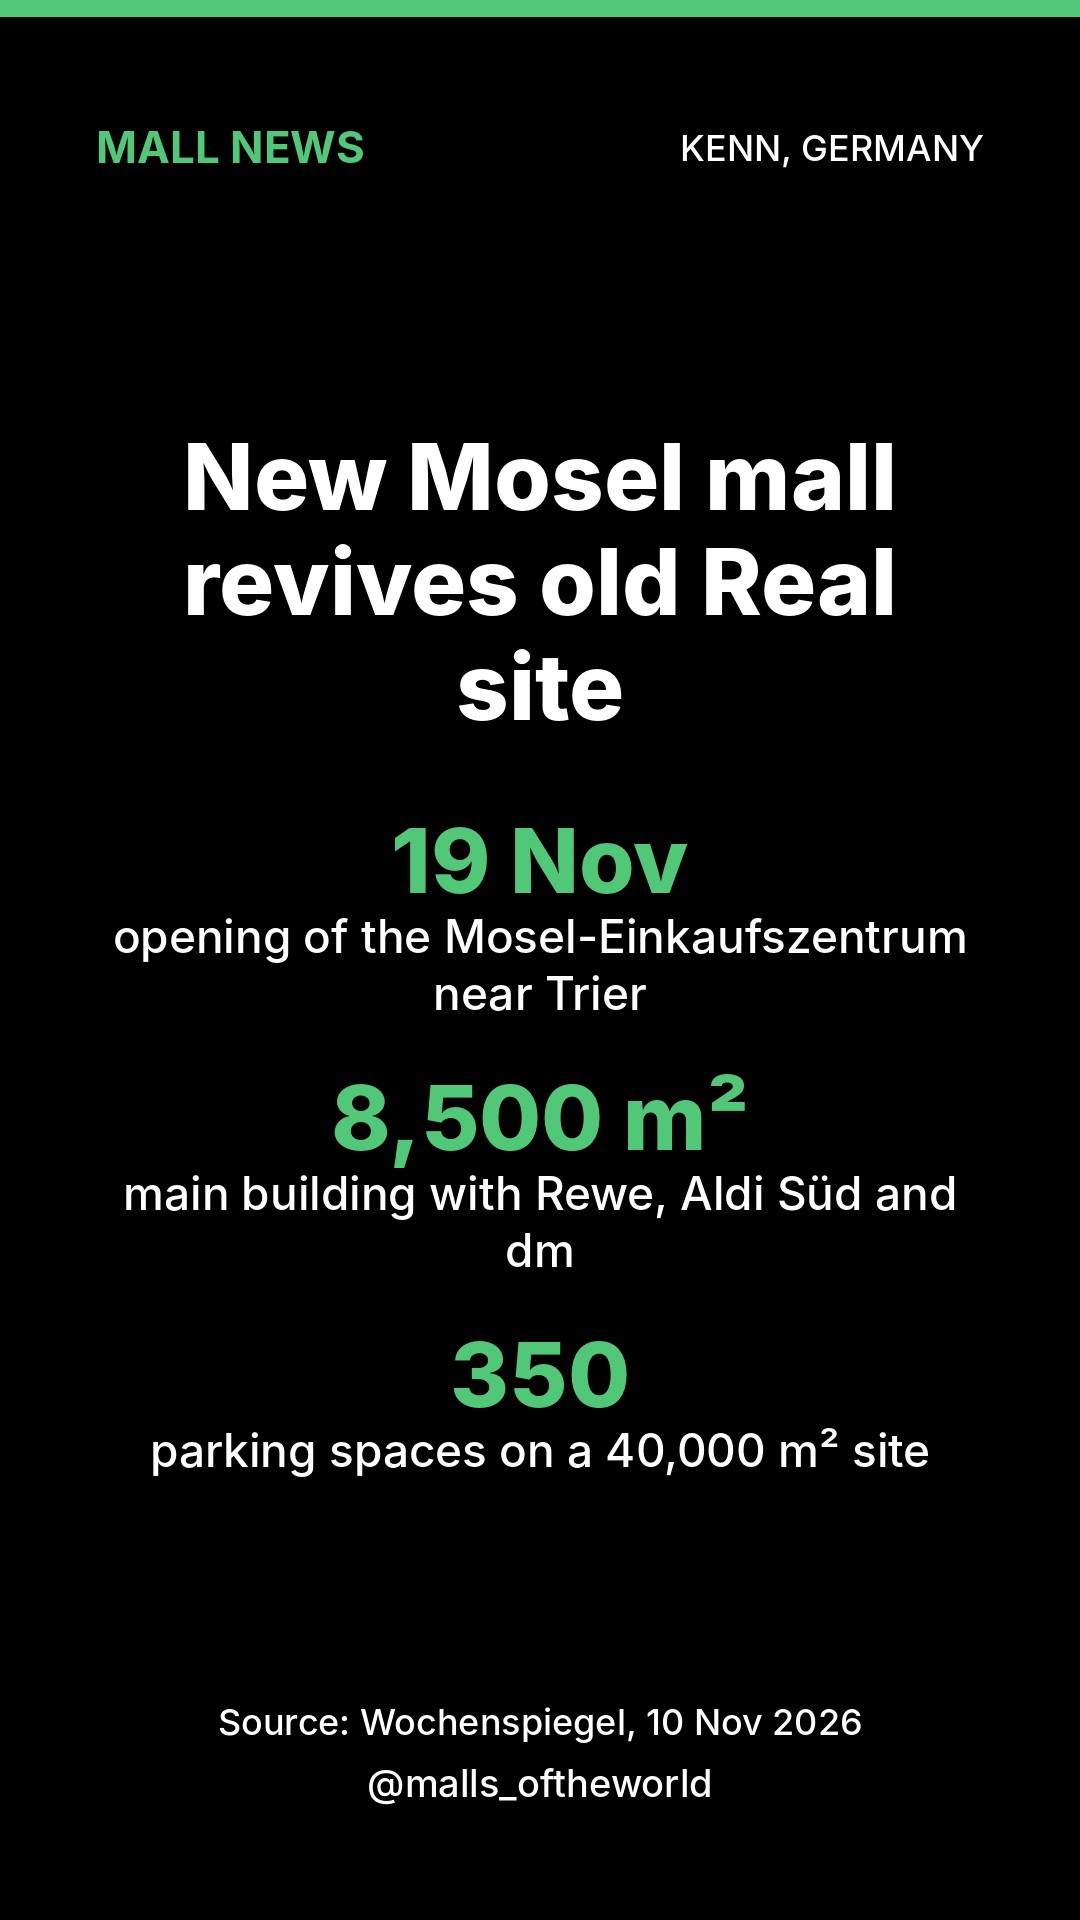 MALL NEWS
KENN, GERMANY
New Mosel mall
revives old Real
site
19 Nov
opening of the Mosel-Einkaufszentrum
near Trier
8,500 m²
main building with Rewe, Aldi Süd and
dm
350
parking spaces on a 40,000 m² site
Source: Wochenspiegel, 10 Nov 2026
@malls_oftheworld